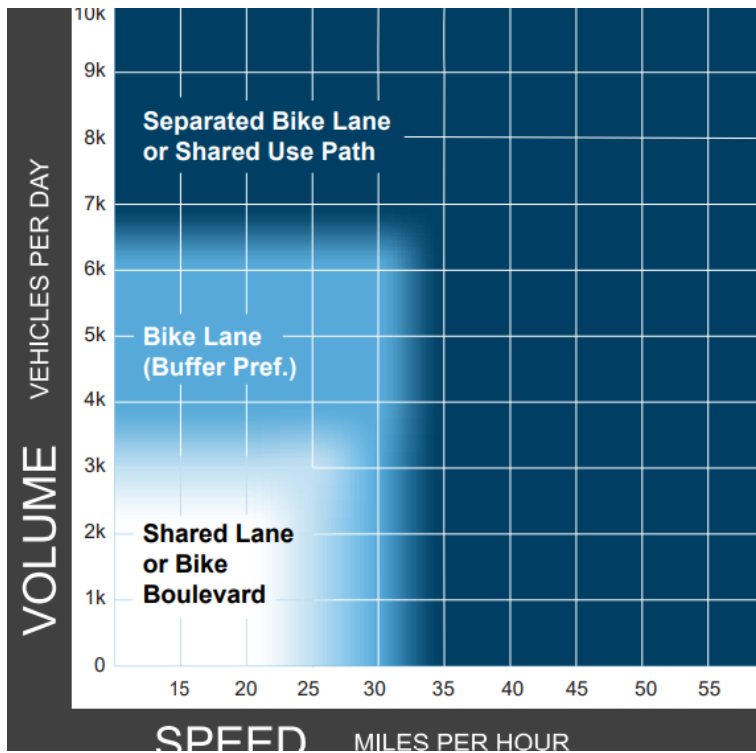 10k
9k
8k
7k
6k
5k
4k
3k
2k
1k
0
VOLUME VEHICLES PER DAY
Separated Bike Lane
or Shared Use Path
Bike Lane
(Buffer Pref.)
Shared Lane
or Bike
Boulevard
15 20 25 30 35 40 45 50 55
SPEED MILES PER HOUR